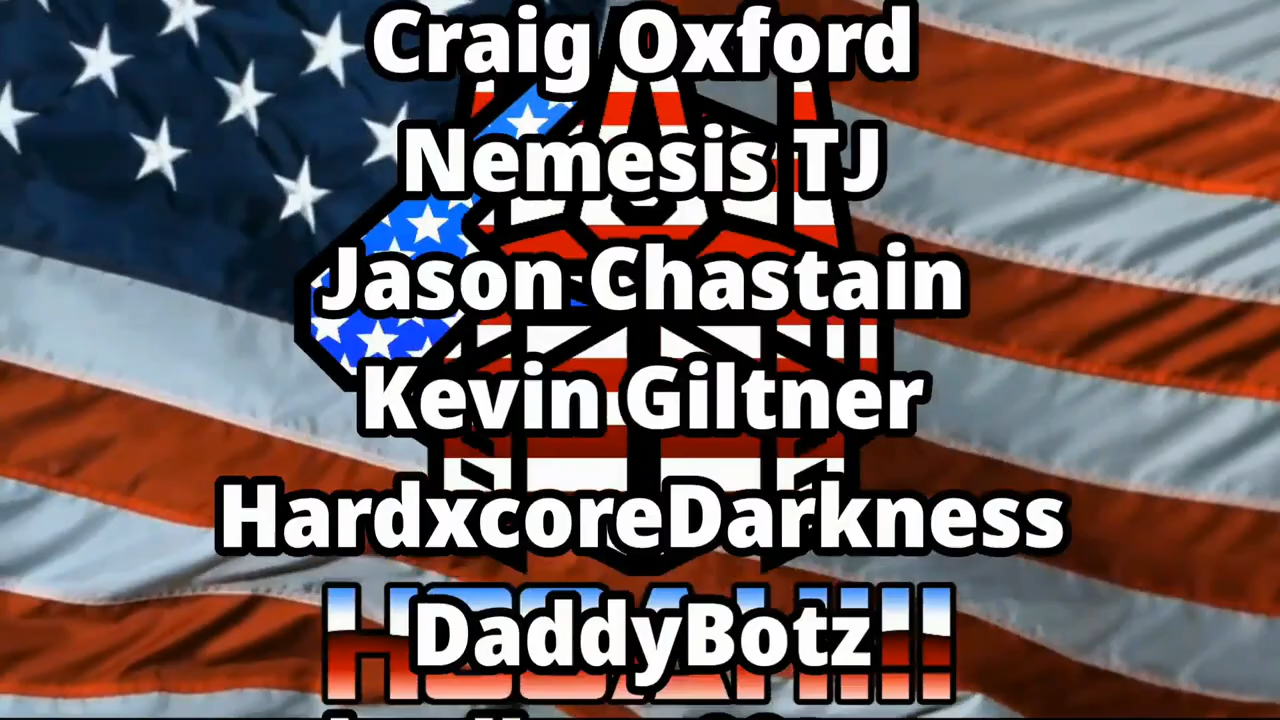 Craig Oxford
Nemesis TJ
Jason Chastain
Kevin Giltner
HardxcoreDarkness
DaddyBotz